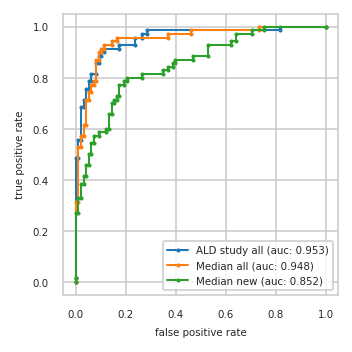 1.0
0.8
0.6
0.4
0.2
0.0
true positive rate
ALD study all (auc: 0.953)
Median all (auc: 0.948)
Median new (auc: 0.852)
0.0 0.2 0.4 0.6 0.8 1.0
false positive rate